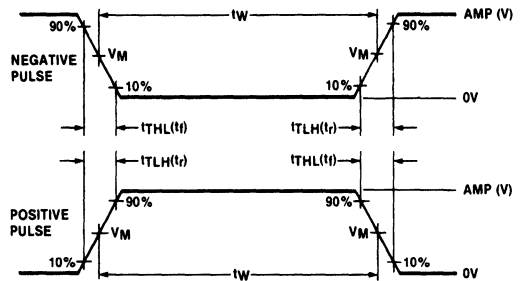 tW
AMP (V)
90%
90%
VM
VM
NEGATIVE
PULSE
10%
10%
0V
tTHL(tf)
tTLH(tr)
tTLH(tr)
tTHL(tf)
AMP (V)
90%
90%
POSITIVE
PULSE
VM
VM
10%
10%
0V
tW